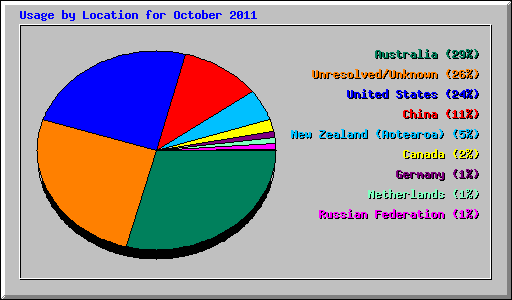 Usage by Location for October 2011
Australia (29%)
Unresolved/Unknown (26%)
United States (24%)
China (11%)
New Zealand (Aotearoa) (5%)
Canada (2%)
Germany (1%)
Netherlands (1%)
Russian Federation (1%)